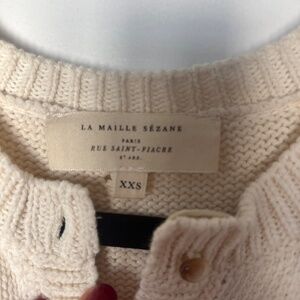 LA MAILLE SÉZANE
PARIS
RUE SAINT-FIACRE
2e ARR.
XXS